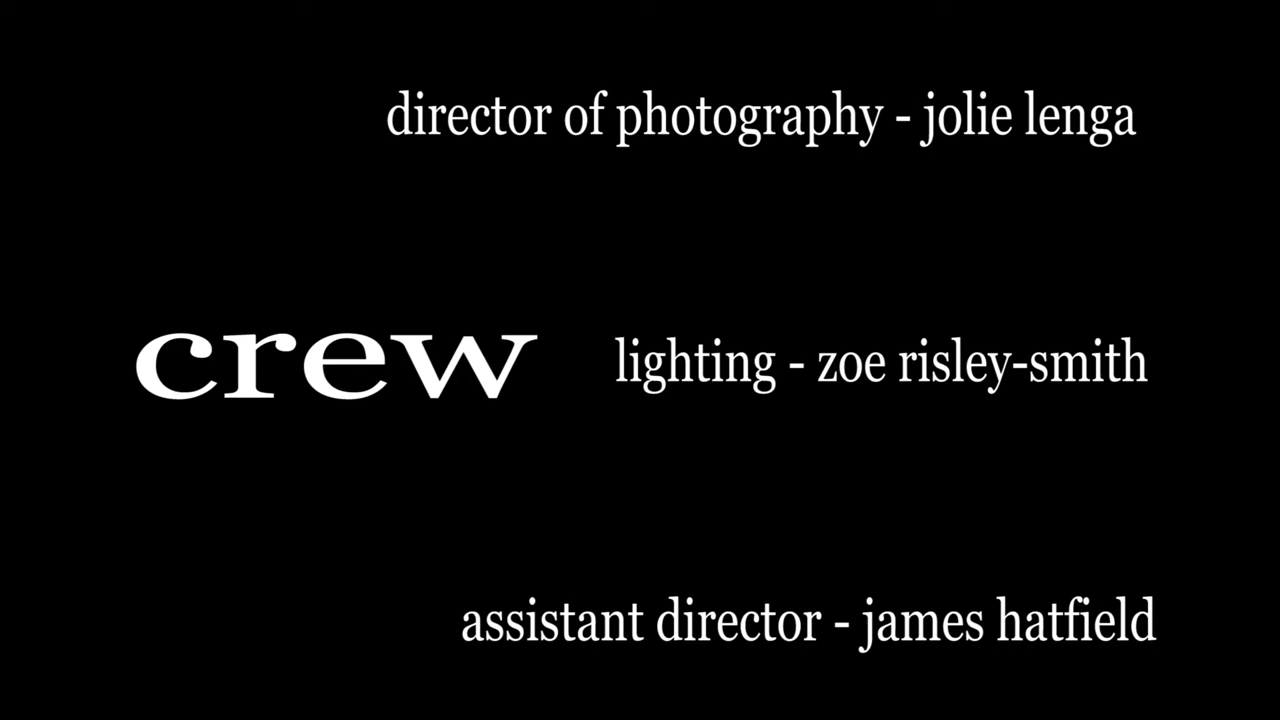 director of photography - jolie lenga
crew
lighting - zoe risley-smith
assistant director - james hatfield